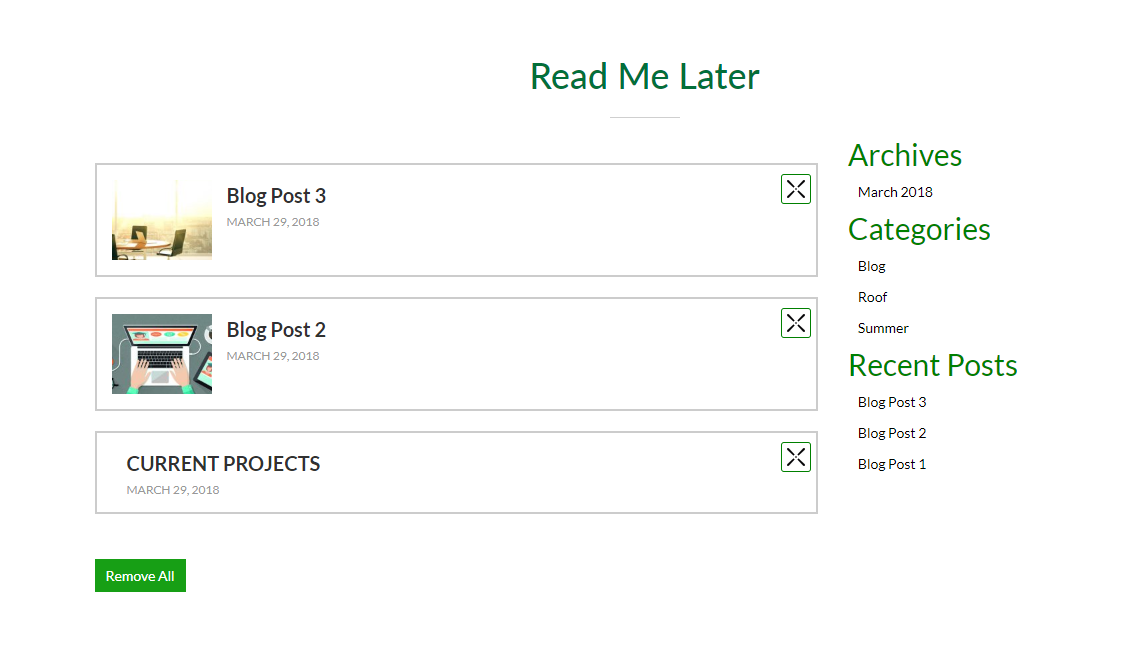 Read Me Later
Blog Post 3
MARCH 29, 2018
Blog Post 2
MARCH 29, 2018
CURRENT PROJECTS
MARCH 29, 2018
Remove All
Archives
March 2018
Categories
Blog
Roof
Summer
Recent Posts
Blog Post 3
Blog Post 2
Blog Post 1